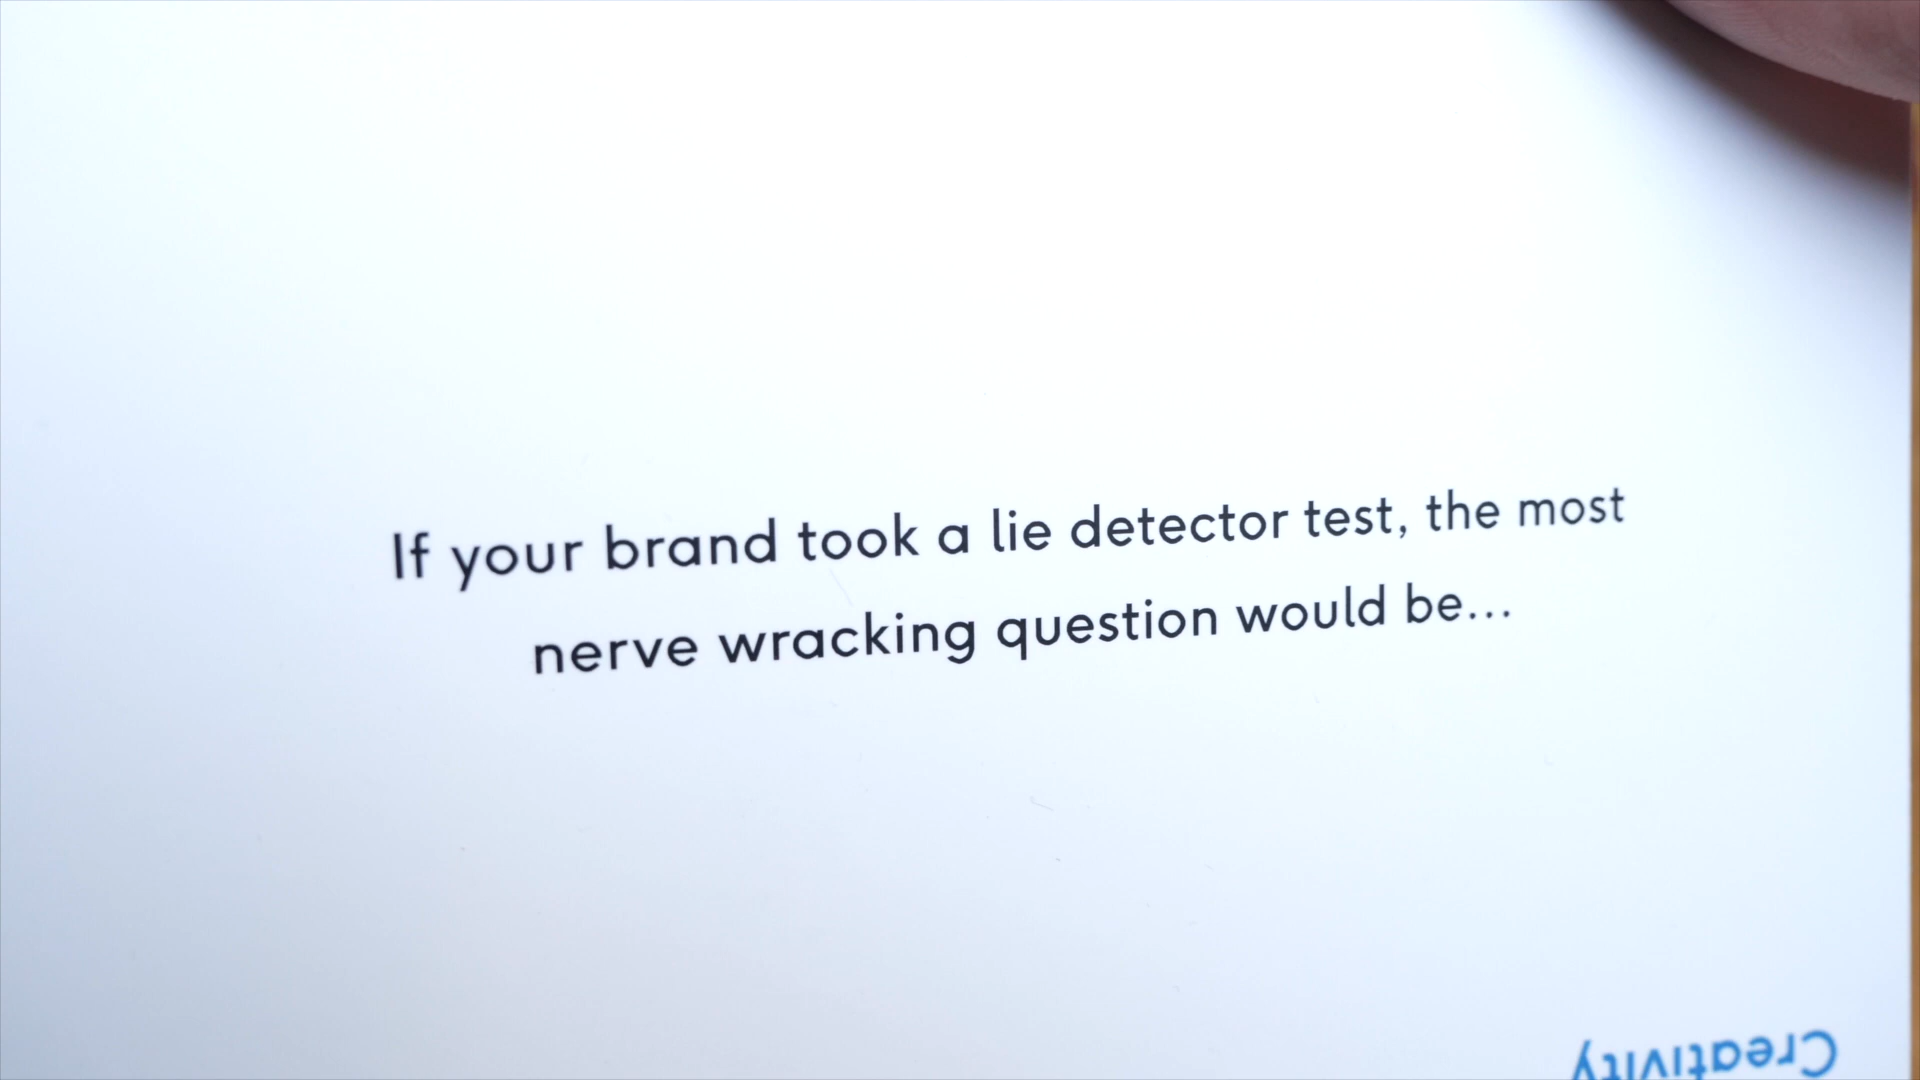 If your brand took a lie detector test, the most
nerve wracking question would be...
Creativity